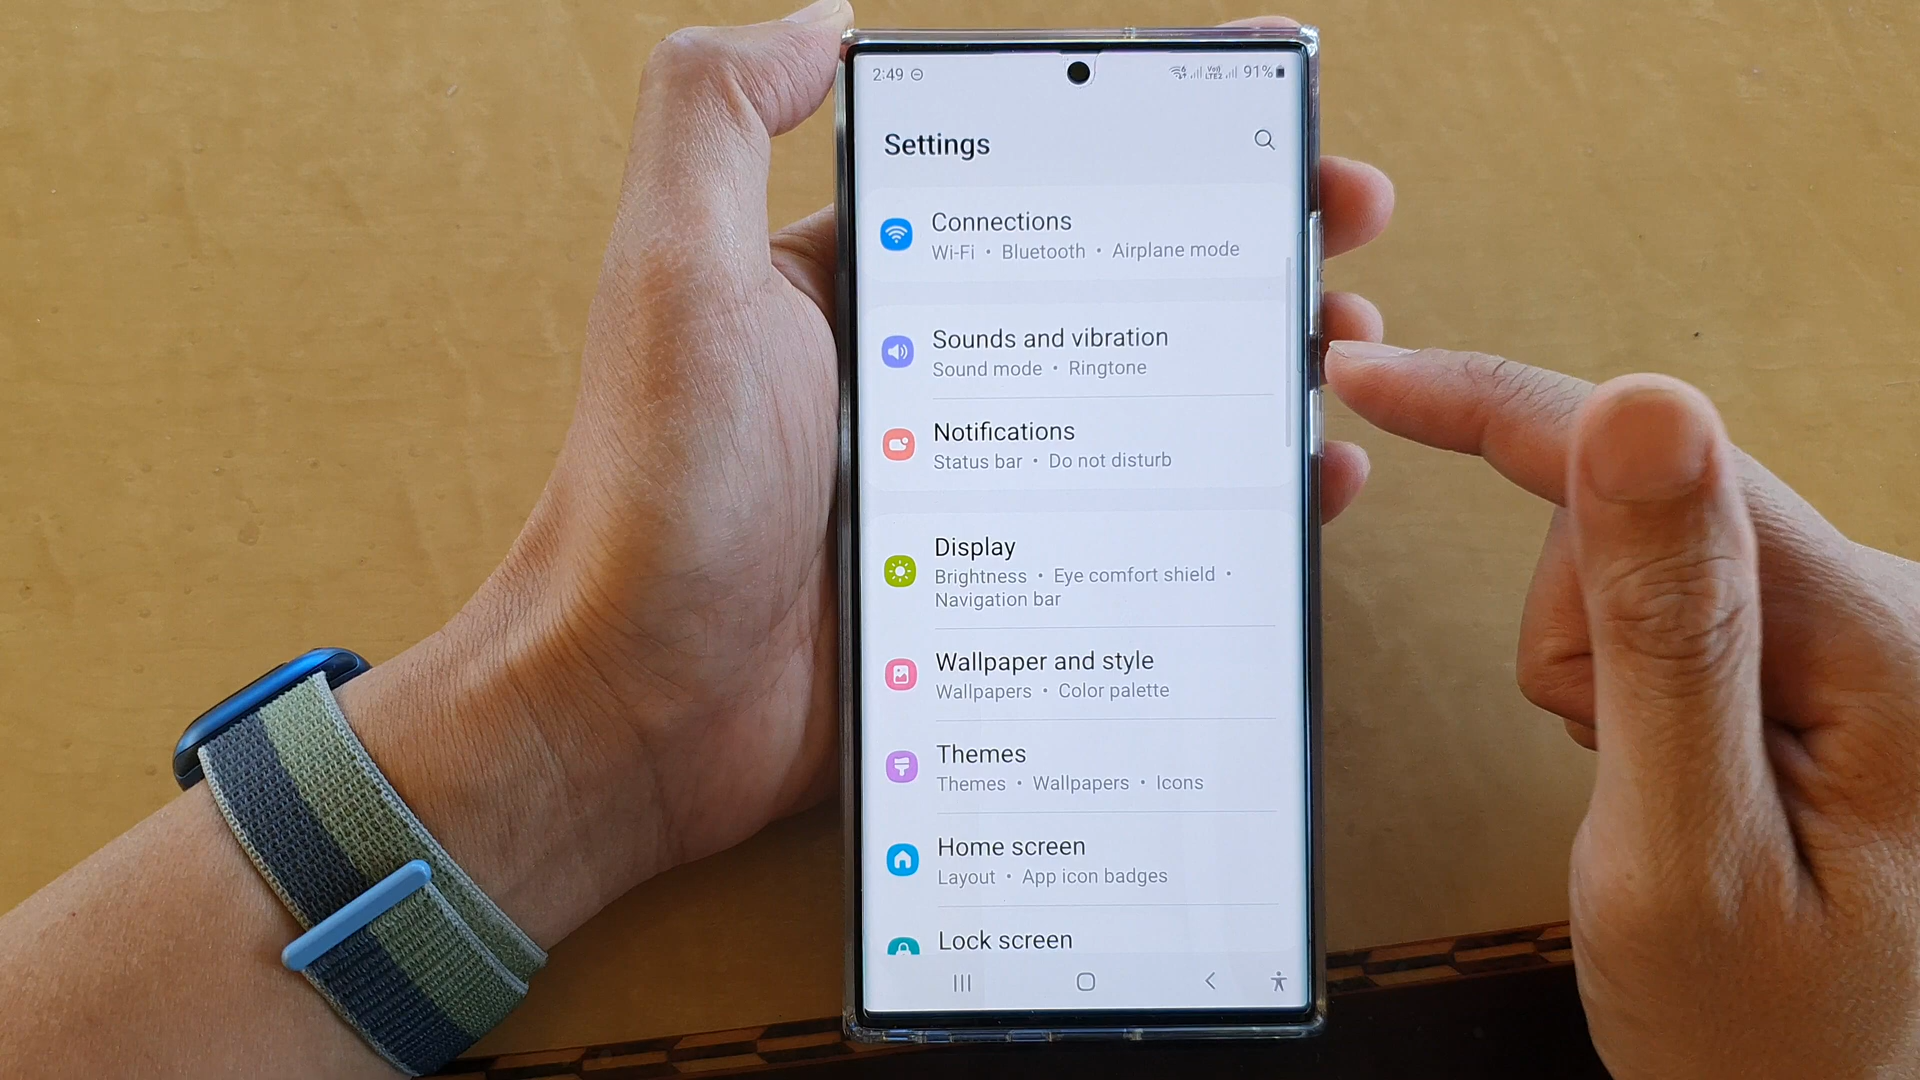 2:49
91%
Settings
Connections
Wi-Fi • Bluetooth • Airplane mode
Sounds and vibration
Sound mode • Ringtone
Notifications
Status bar • Do not disturb
Display
Brightness • Eye comfort shield •
Navigation bar
Wallpaper and style
Wallpapers • Color palette
Themes
Themes • Wallpapers • Icons
Home screen
Layout • App icon badges
Lock screen